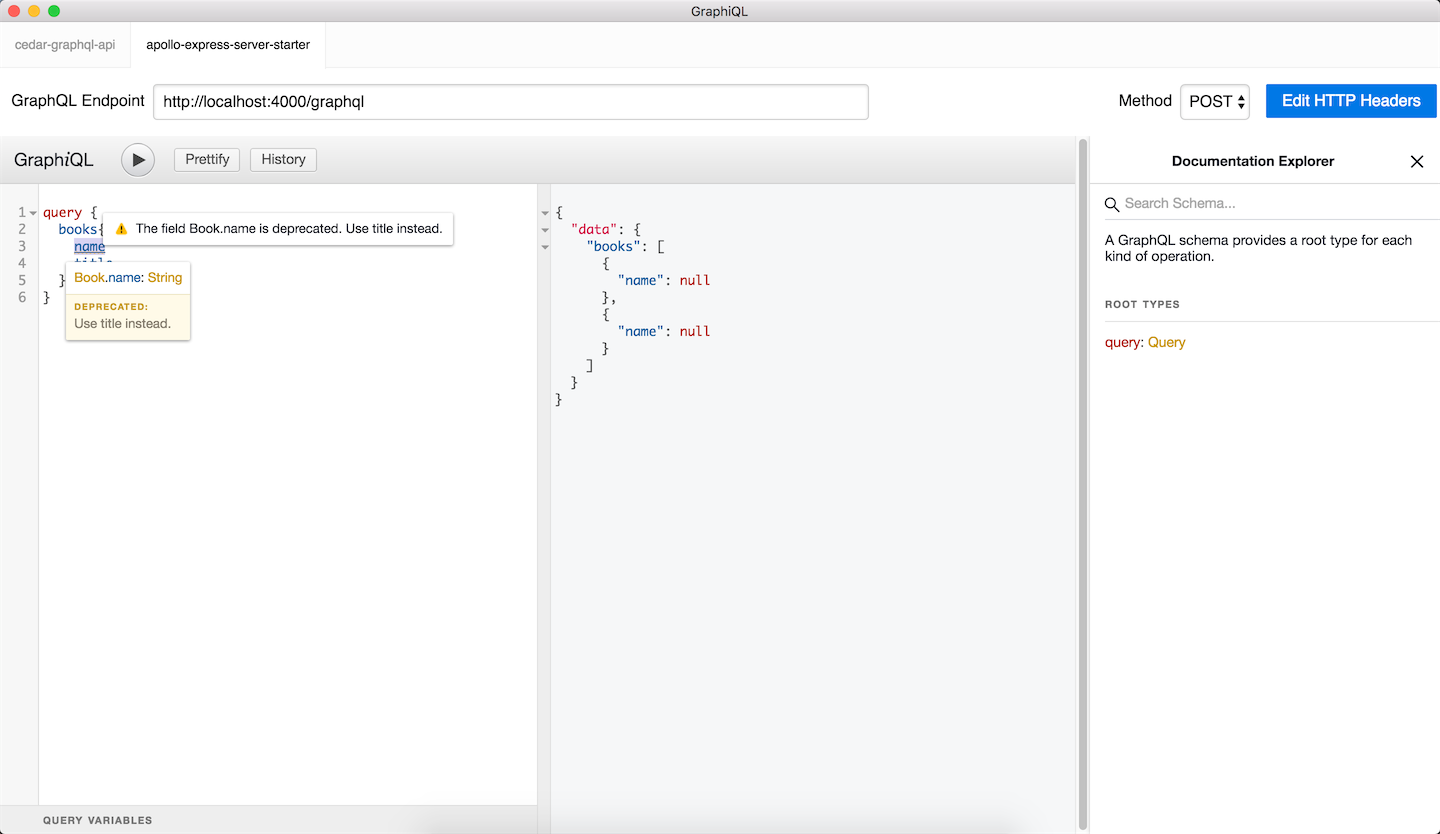 GraphiQL
cedar-graphql-api
apollo-express-server-starter
GraphQL Endpoint
http://localhost:4000/graphql
Method
POST
Edit HTTP Headers
GraphiQL
Prettify
History
1
query {
2
books{
The field Book.name is deprecated. Use title instead.
3
name
4
5
}
6
}
Book.name: String
DEPRECATED:
Use title instead.
{
"data": {
"books": [
{
"name": null
},
{
"name": null
}
]
}
}
QUERY VARIABLES
Documentation Explorer
Search Schema...
A GraphQL schema provides a root type for each
kind of operation.
ROOT TYPES
query: Query